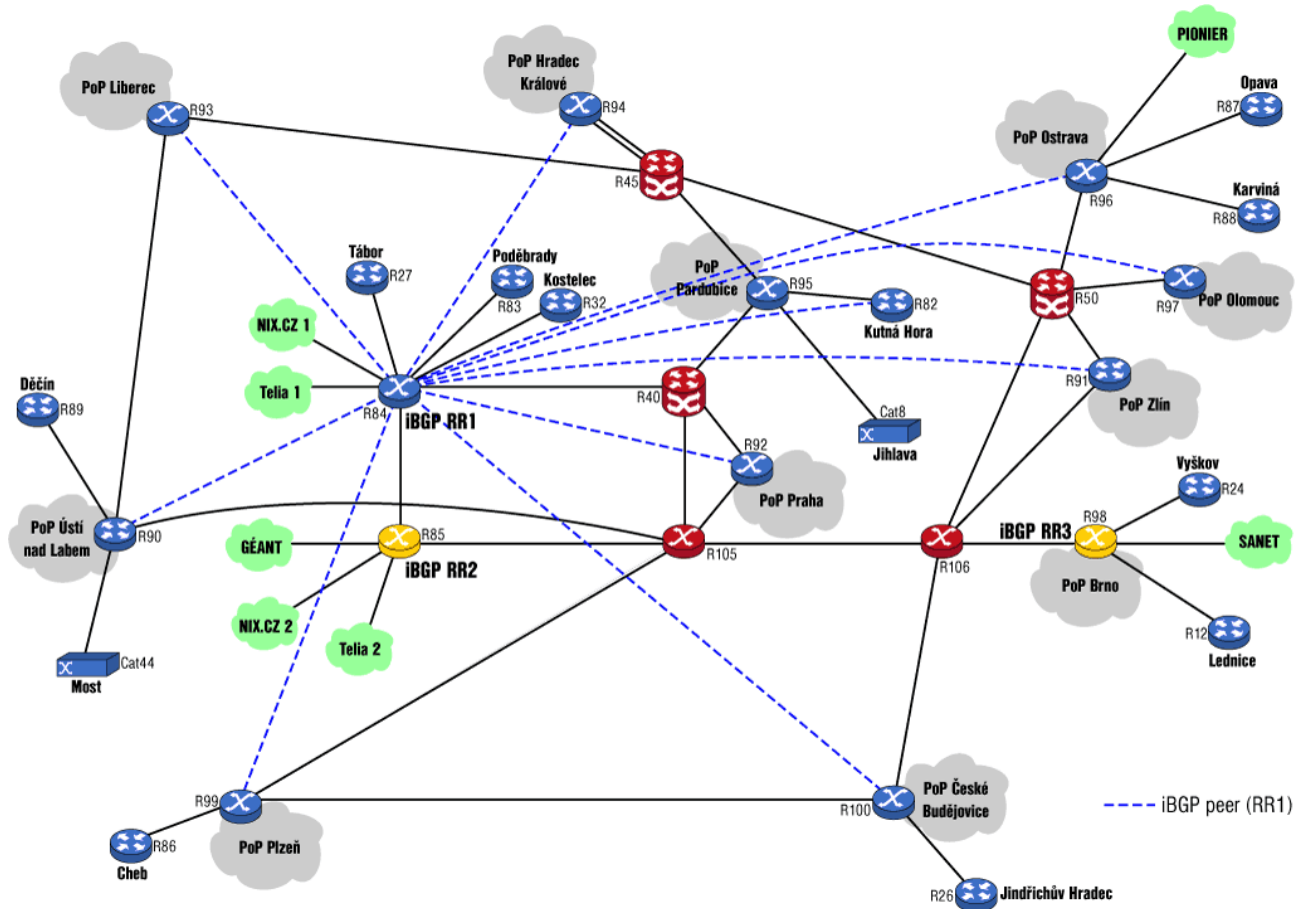 PIONIER
PoP Hradec
Králové
R94
PoP Liberec
R93
Opava
R87
PoP Ostrava
R96
Karviná
R88
R45
Tábor
R27
Poděbrady
R83
Kostelec
R32
PoP
Pardubice
R95
R82
Kutná Hora
R50
R97
PoP Olomouc
NIX.CZ 1
Telia 1
R84
iBGP RR1
R40
R91
PoP Zlín
Děčín
R89
Cat8
Jihlava
R92
PoP Praha
Vyškov
R24
PoP Ústí
nad Labem
R90
GÉANT
R85
iBGP RR2
R105
R106
iBGP RR3
R98
PoP Brno
SANET
NIX.CZ 2
Telia 2
R12
Lednice
Cat44
Most
R99
PoP Plzeň
R86
Cheb
R100
PoP České
Budějovice
iBGP peer (RR1)
R26
Jindřichův Hradec